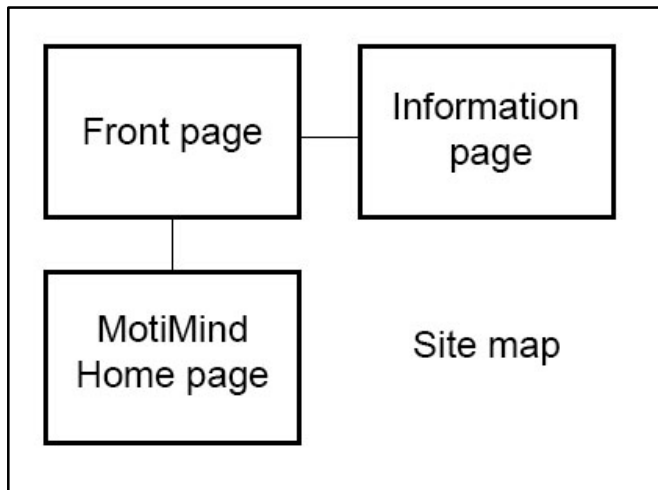 Front page
Information
page
MotiMind
Home page
Site map